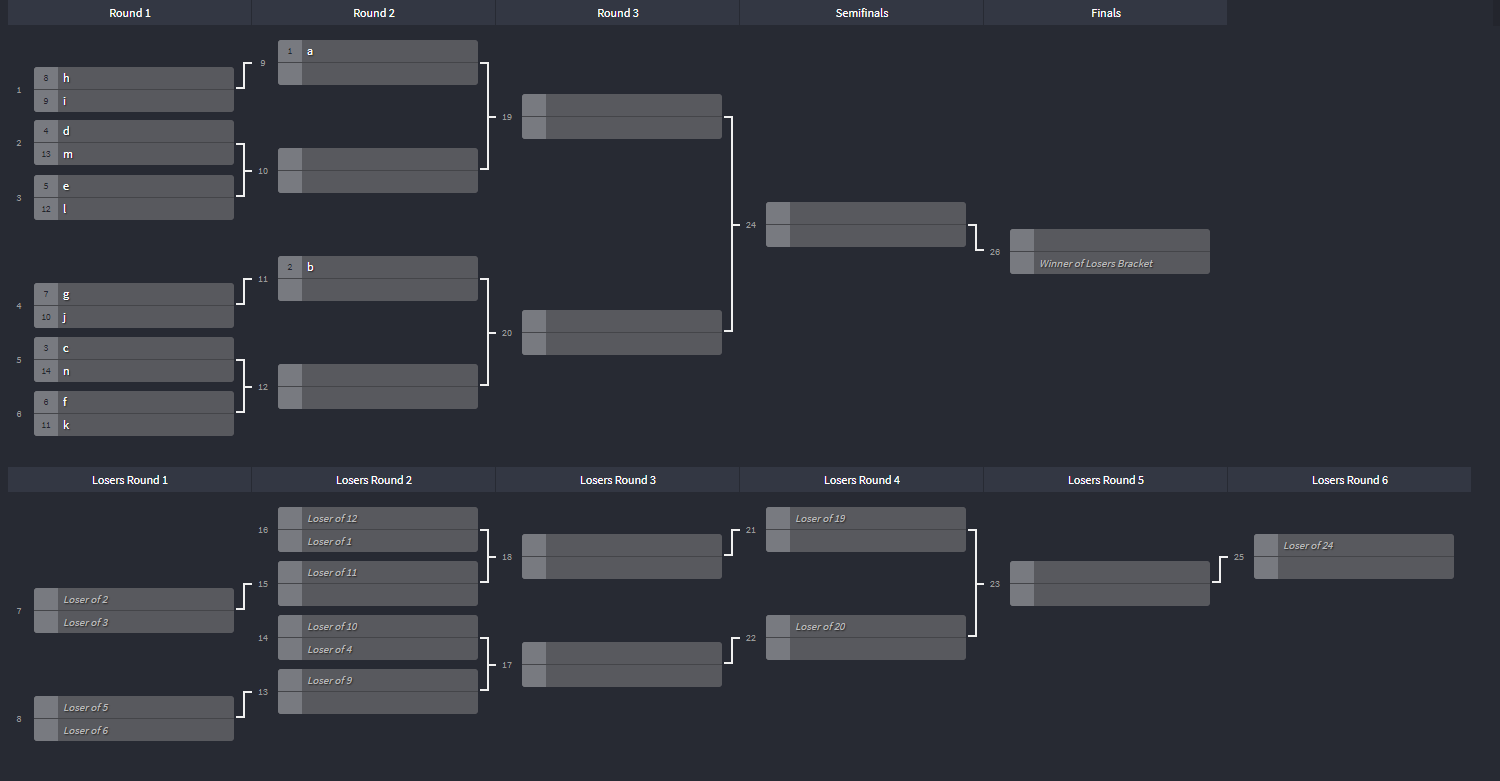 Round 1 Round 2 Round 3 Semifinals Finals
1 8 h
9 i
2 4 d
13 m
3 5 e
12 l
4 7 g
10 j
5 3 c
14 n
6 6 f
11 k
9 1 a
10
11 2 b
12
19
20
24
26
Winner of Losers Bracket
Losers Round 1 Losers Round 2 Losers Round 3 Losers Round 4 Losers Round 5 Losers Round 6
7 Loser of 2
Loser of 3
8 Loser of 5
Loser of 6
16 Loser of 12
Loser of 1
15 Loser of 11
14 Loser of 10
Loser of 4
13 Loser of 9
18
17
21 Loser of 19
22 Loser of 20
23
25 Loser of 24